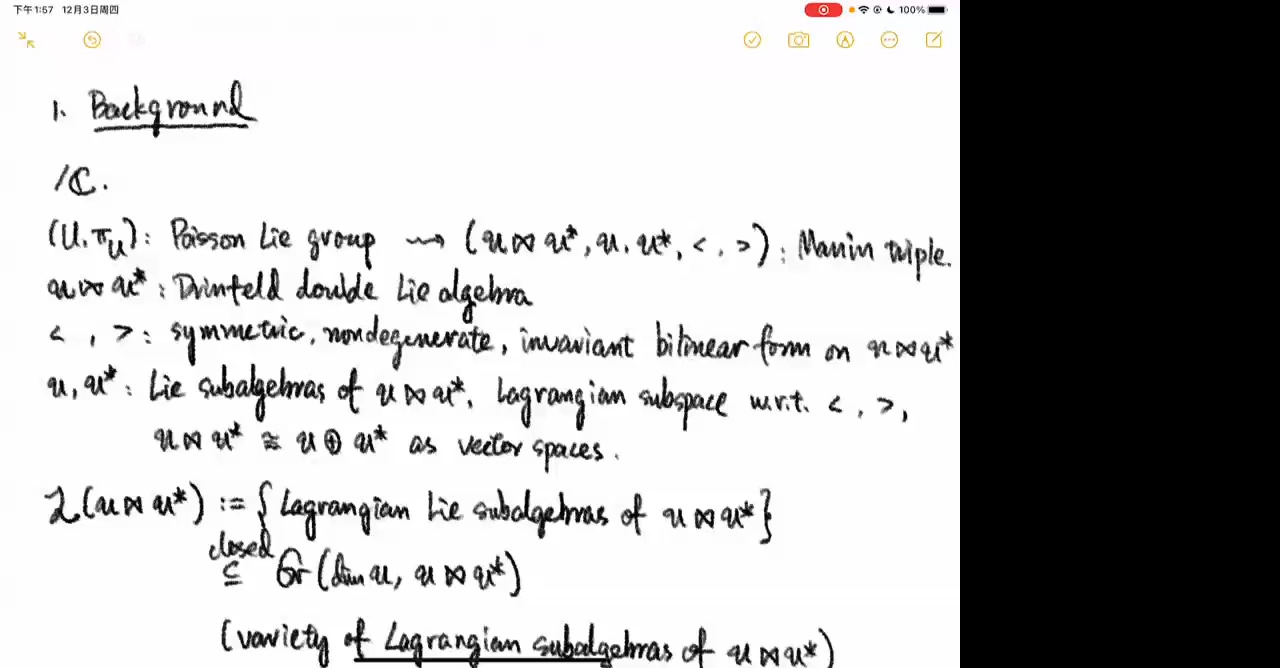 下午1:57 12月3日周四
100%
1. Background
/ℂ.
(U, π_U): Poisson Lie group ⇝ (𝔲 ⋈ 𝔲*, 𝔲, 𝔲*, < , >): Manin triple.
𝔲 ⋈ 𝔲*: Drinfeld double Lie algebra
< , >: symmetric, nondegenerate, invariant bilinear form on 𝔲 ⋈ 𝔲*
𝔲, 𝔲*: Lie subalgebras of 𝔲 ⋈ 𝔲*, Lagrangian subspace w.r.t. < , >,
𝔲 ⋈ 𝔲* ≅ 𝔲 ⊕ 𝔲* as vector spaces.
ℒ(𝔲 ⋈ 𝔲*) := {Lagrangian Lie subalgebras of 𝔲 ⋈ 𝔲*}
closed
⊆ Gr(dim 𝔲, 𝔲 ⋈ 𝔲*)
(variety of Lagrangian subalgebras of 𝔲 ⋈ 𝔲*)